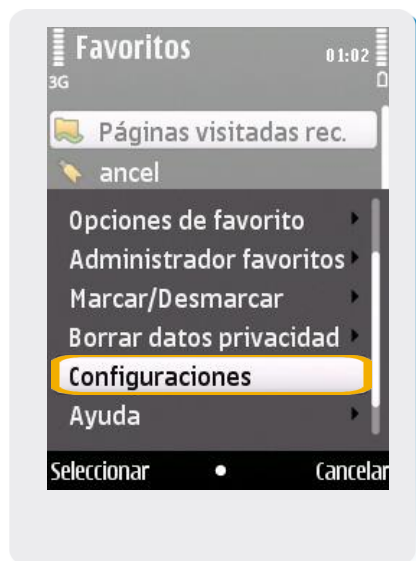 Favoritos
01:02
3G
Páginas visitadas rec.
ancel
Opciones de favorito
Administrador favoritos
Marcar/Desmarcar
Borrar datos privacidad
Configuraciones
Ayuda
Seleccionar
Cancelar